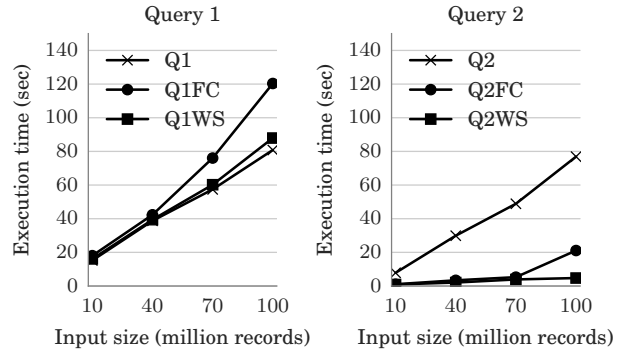 Query 1
Execution time (sec)
140
120
100
80
60
40
20
0
Q1
Q1FC
Q1WS
10 40 70 100
Input size (million records)
Query 2
Execution time (sec)
140
120
100
80
60
40
20
0
Q2
Q2FC
Q2WS
10 40 70 100
Input size (million records)